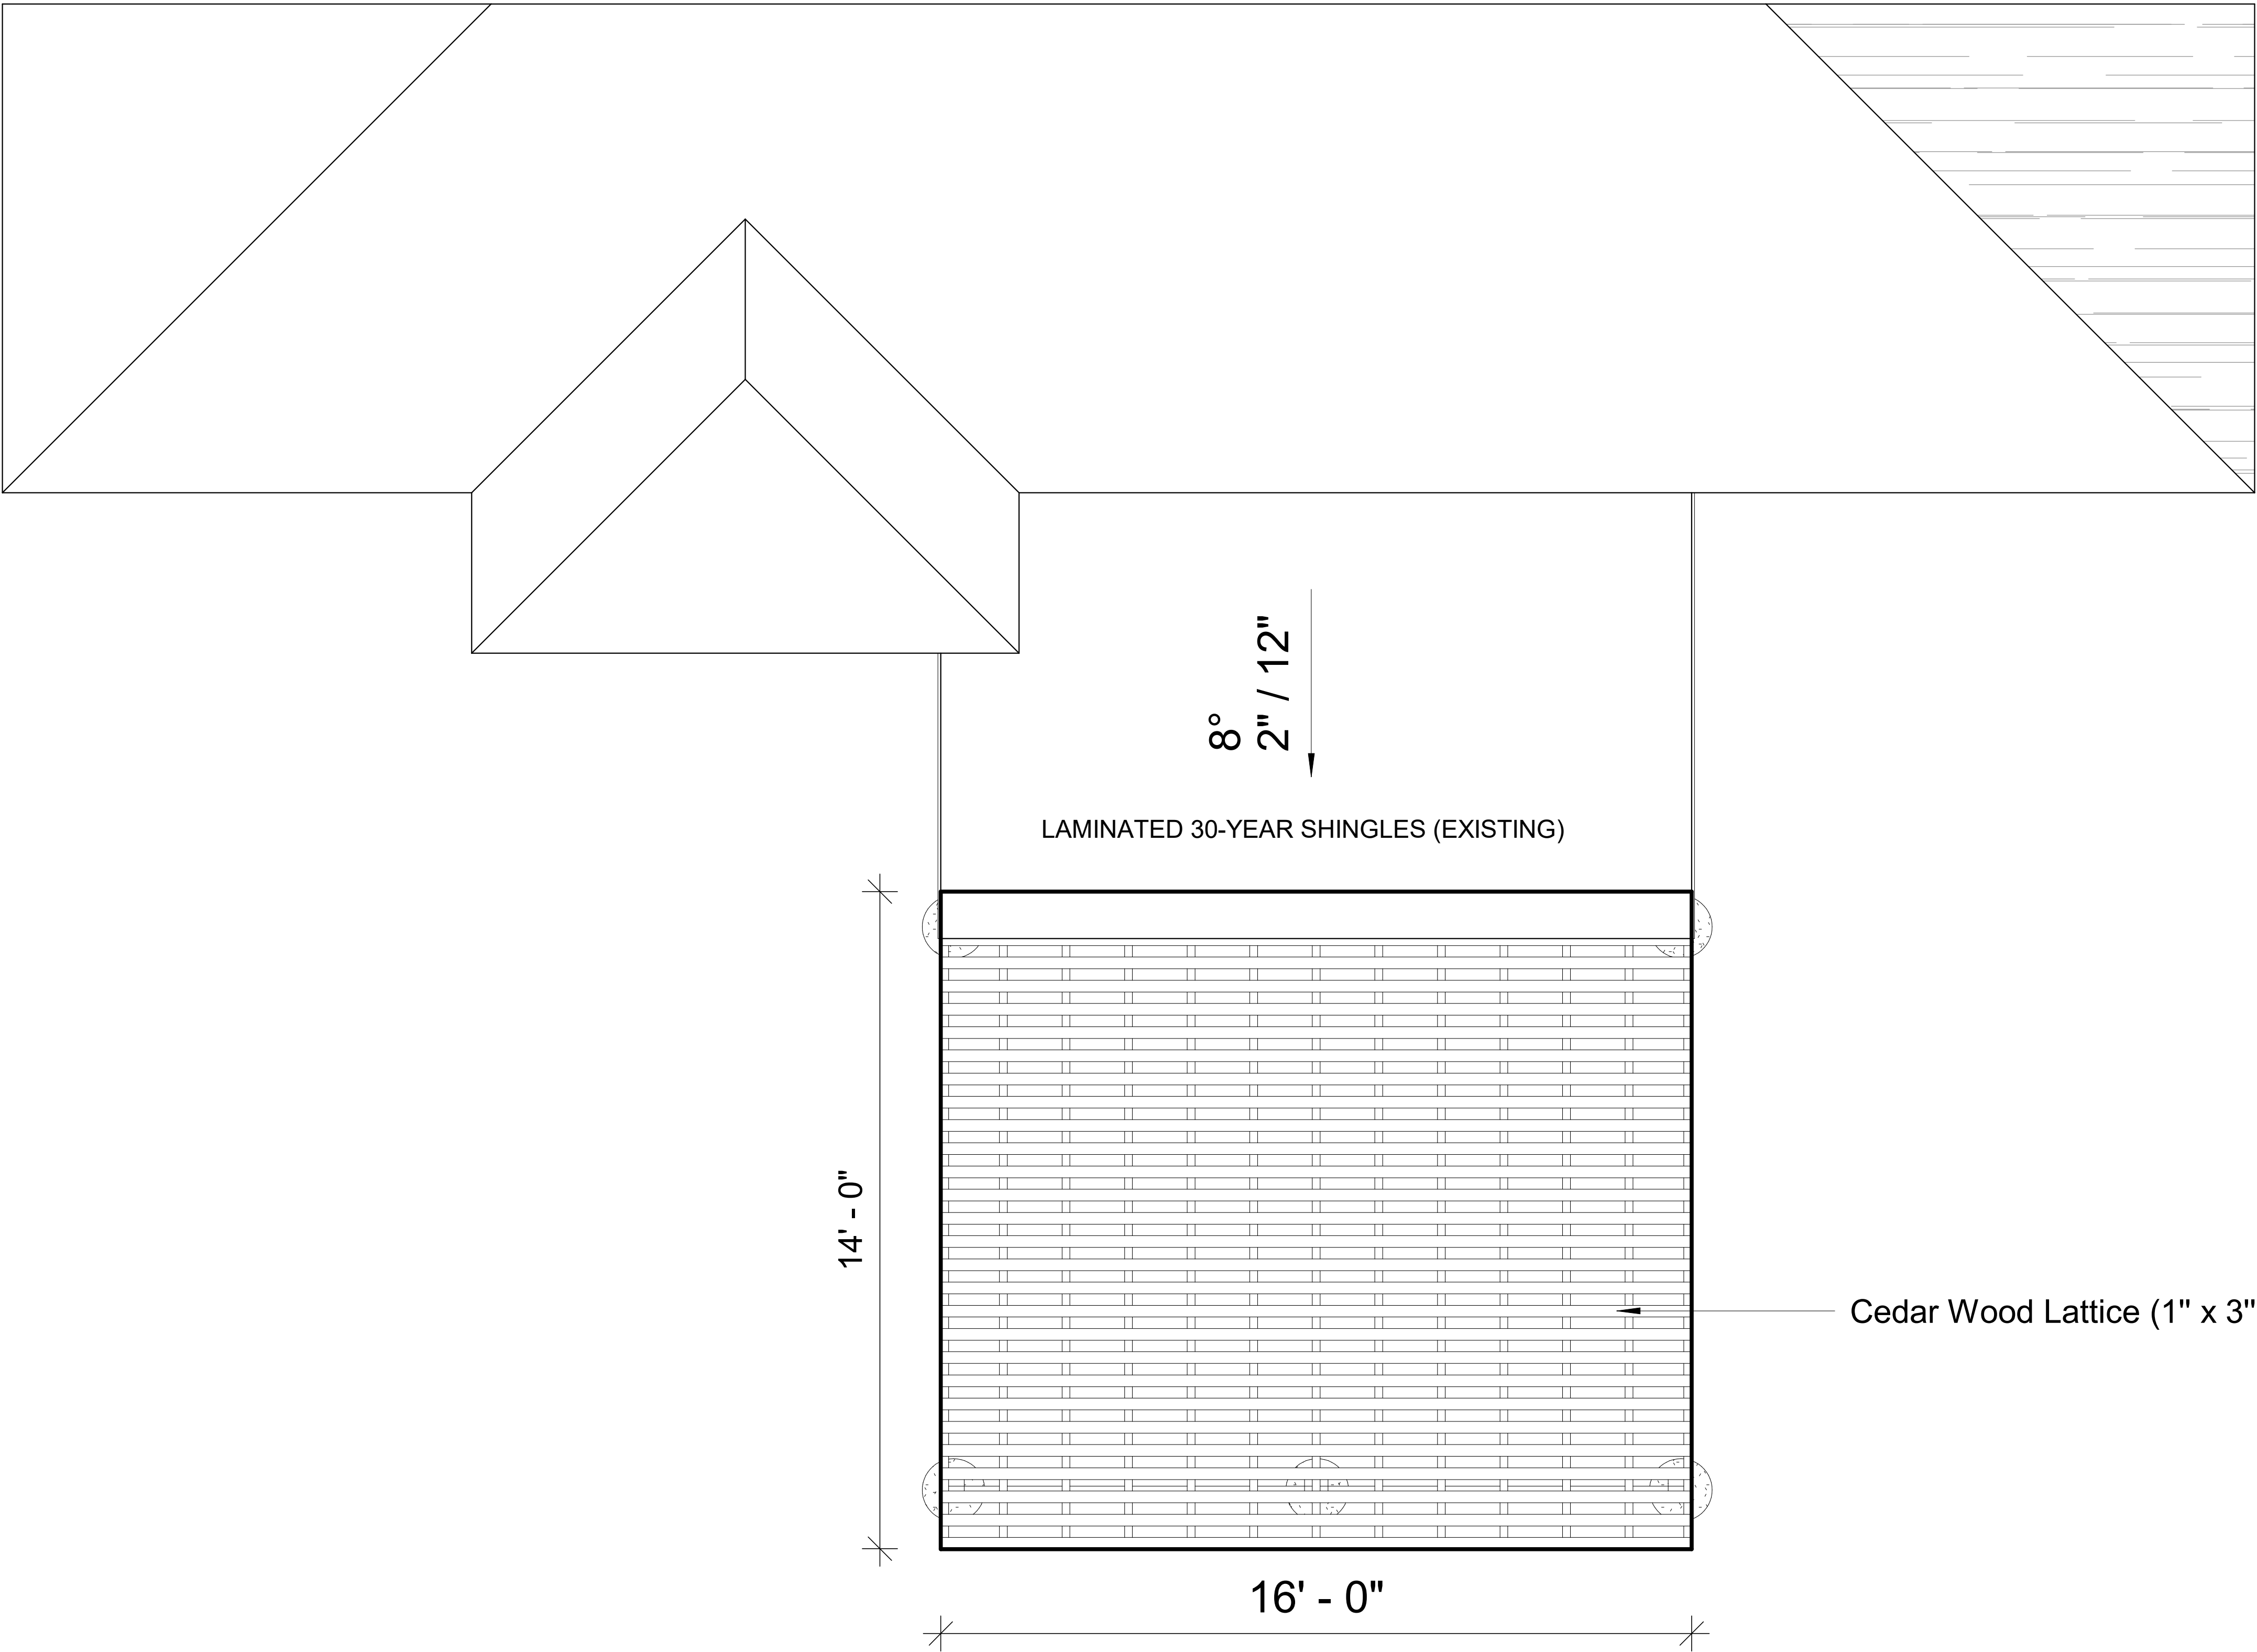 8°
2" / 12"
LAMINATED 30-YEAR SHINGLES (EXISTING)
14' - 0"
Cedar Wood Lattice (1" x 3"
16' - 0"